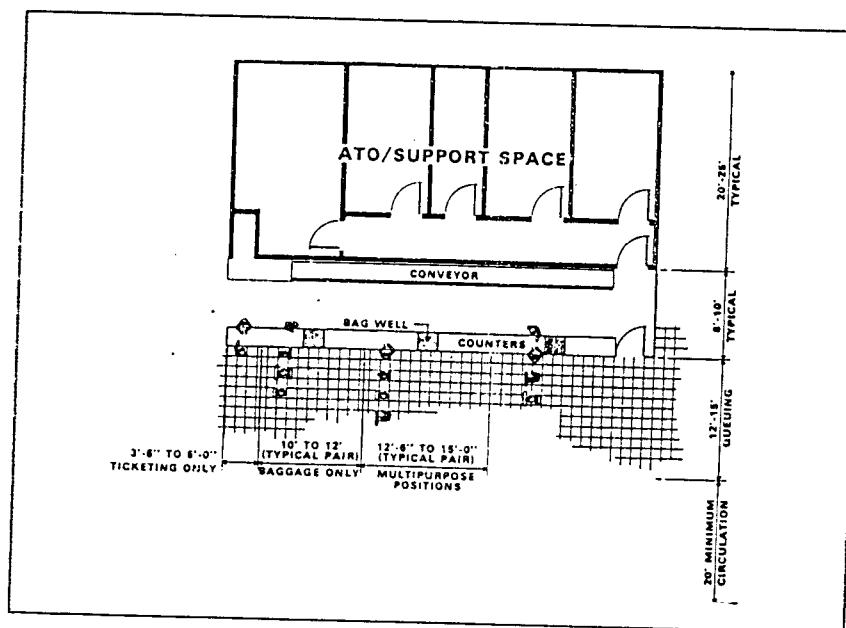 ATO/SUPPORT SPACE
20'-25'
TYPICAL
CONVEYOR
8'-10'
TYPICAL
BAG WELL
COUNTERS
12'-15'
QUEUING
3'-6" TO 5'-0"
TICKETING ONLY
10' TO 12'
(TYPICAL PAIR)
BAGGAGE ONLY
12'-6" TO 15'-0"
(TYPICAL PAIR)
MULTIPURPOSE
POSITIONS
20' MINIMUM
CIRCULATION